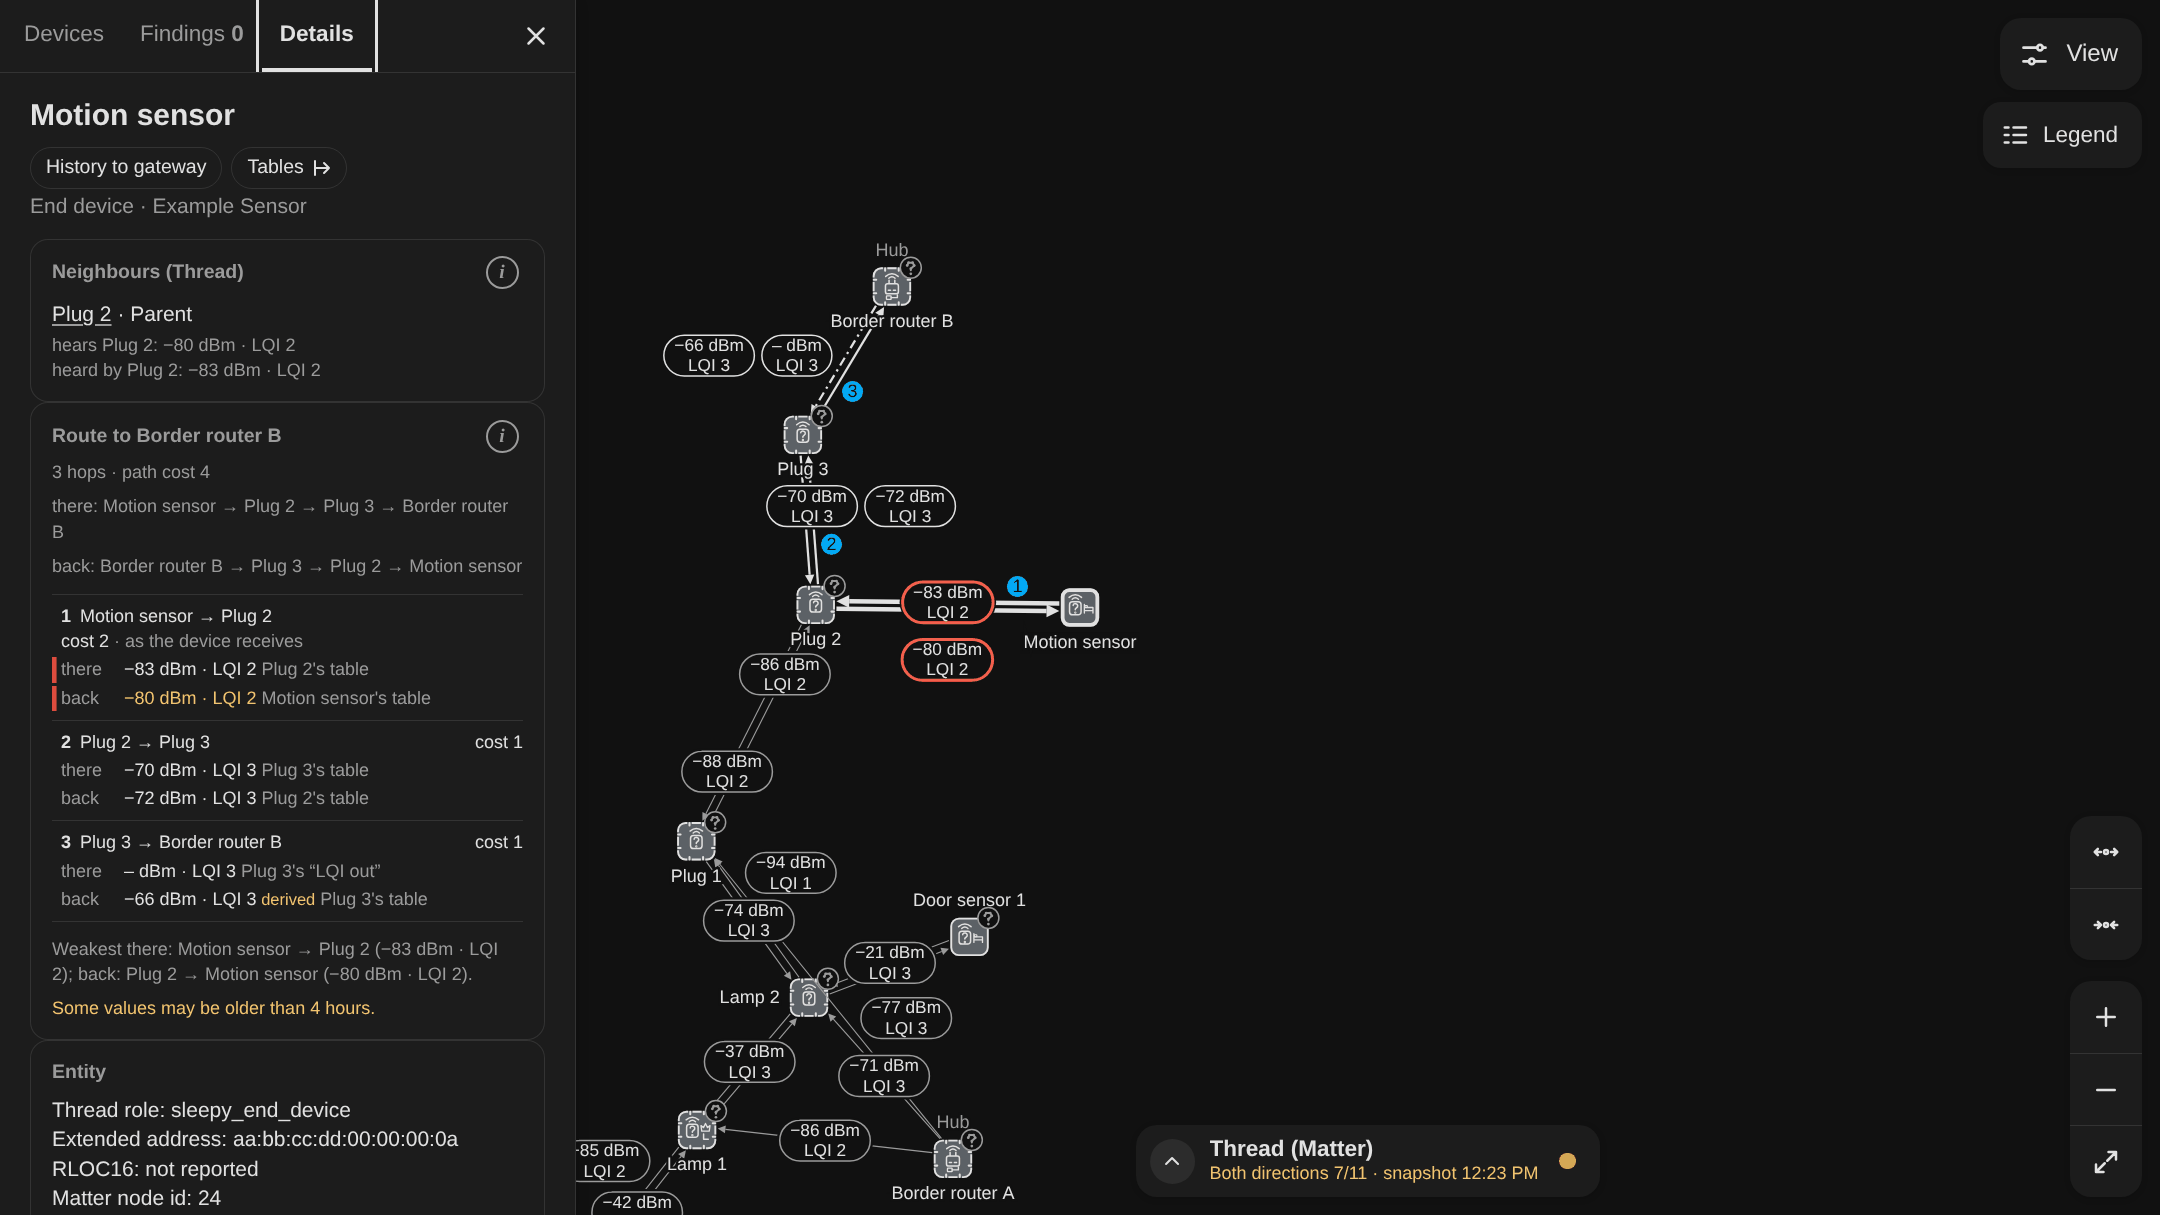 Devices
Findings 0
Details
Motion sensor
History to gateway
Tables
End device · Example Sensor
Neighbours (Thread)
i
Plug 2 · Parent
hears Plug 2: −80 dBm · LQI 2
heard by Plug 2: −83 dBm · LQI 2
Route to Border router B
i
3 hops · path cost 4
there: Motion sensor → Plug 2 → Plug 3 → Border router
B
back: Border router B → Plug 3 → Plug 2 → Motion sensor
1 Motion sensor → Plug 2
cost 2 · as the device receives
there −83 dBm · LQI 2 Plug 2's table
back −80 dBm · LQI 2 Motion sensor's table
2 Plug 2 → Plug 3 cost 1
there −70 dBm · LQI 3 Plug 3's table
back −72 dBm · LQI 3 Plug 2's table
3 Plug 3 → Border router B cost 1
there – dBm · LQI 3 Plug 3's “LQI out”
back −66 dBm · LQI 3 derived Plug 3's table
Weakest there: Motion sensor → Plug 2 (−83 dBm · LQI
2); back: Plug 2 → Motion sensor (−80 dBm · LQI 2).
Some values may be older than 4 hours.
Entity
Thread role: sleepy_end_device
Extended address: aa:bb:cc:dd:00:00:00:0a
RLOC16: not reported
Matter node id: 24
View
Legend
Hub
?
Border router B
−66 dBm
LQI 3
– dBm
LQI 3
3
?
Plug 3
−70 dBm
LQI 3
−72 dBm
LQI 3
2
?
Plug 2
−83 dBm
LQI 2
1
−80 dBm
LQI 2
Motion sensor
−86 dBm
LQI 2
−88 dBm
LQI 2
?
Plug 1
−94 dBm
LQI 1
−74 dBm
LQI 3
Door sensor 1
?
−21 dBm
LQI 3
?
Lamp 2
−77 dBm
LQI 3
−37 dBm
LQI 3
−71 dBm
LQI 3
?
Lamp 1
−86 dBm
LQI 2
Hub
?
Border router A
−85 dBm
LQI 2
−42 dBm
Thread (Matter)
Both directions 7/11 · snapshot 12:23 PM